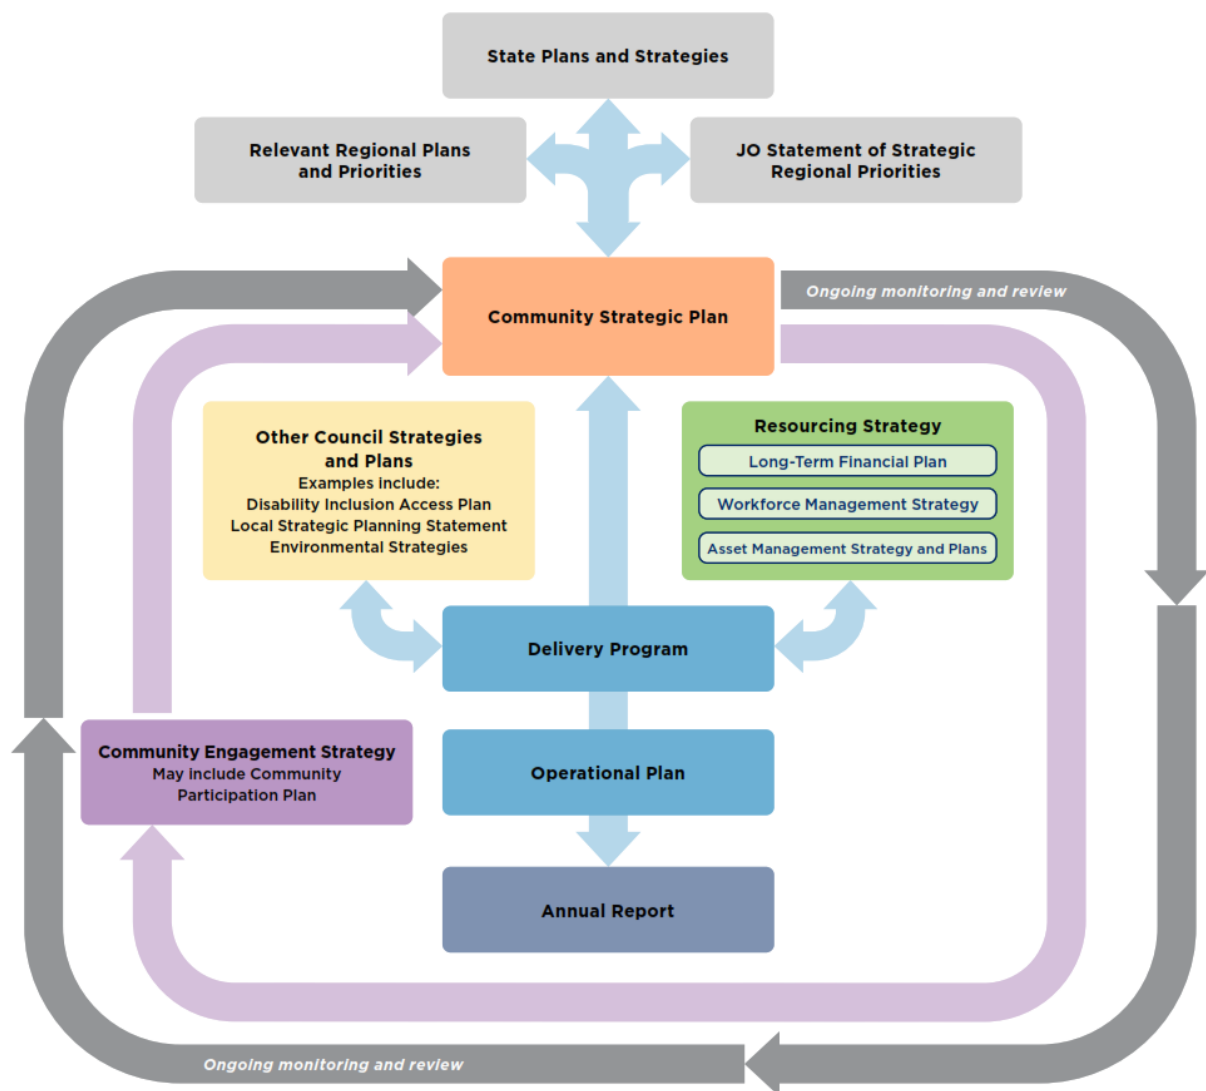 State Plans and Strategies
Relevant Regional Plans
and Priorities
JO Statement of Strategic
Regional Priorities
Community Strategic Plan
Ongoing monitoring and review
Other Council Strategies
and Plans
Examples include:
Disability Inclusion Access Plan
Local Strategic Planning Statement
Environmental Strategies
Resourcing Strategy
Long-Term Financial Plan
Workforce Management Strategy
Asset Management Strategy and Plans
Delivery Program
Community Engagement Strategy
May include Community
Participation Plan
Operational Plan
Annual Report
Ongoing monitoring and review